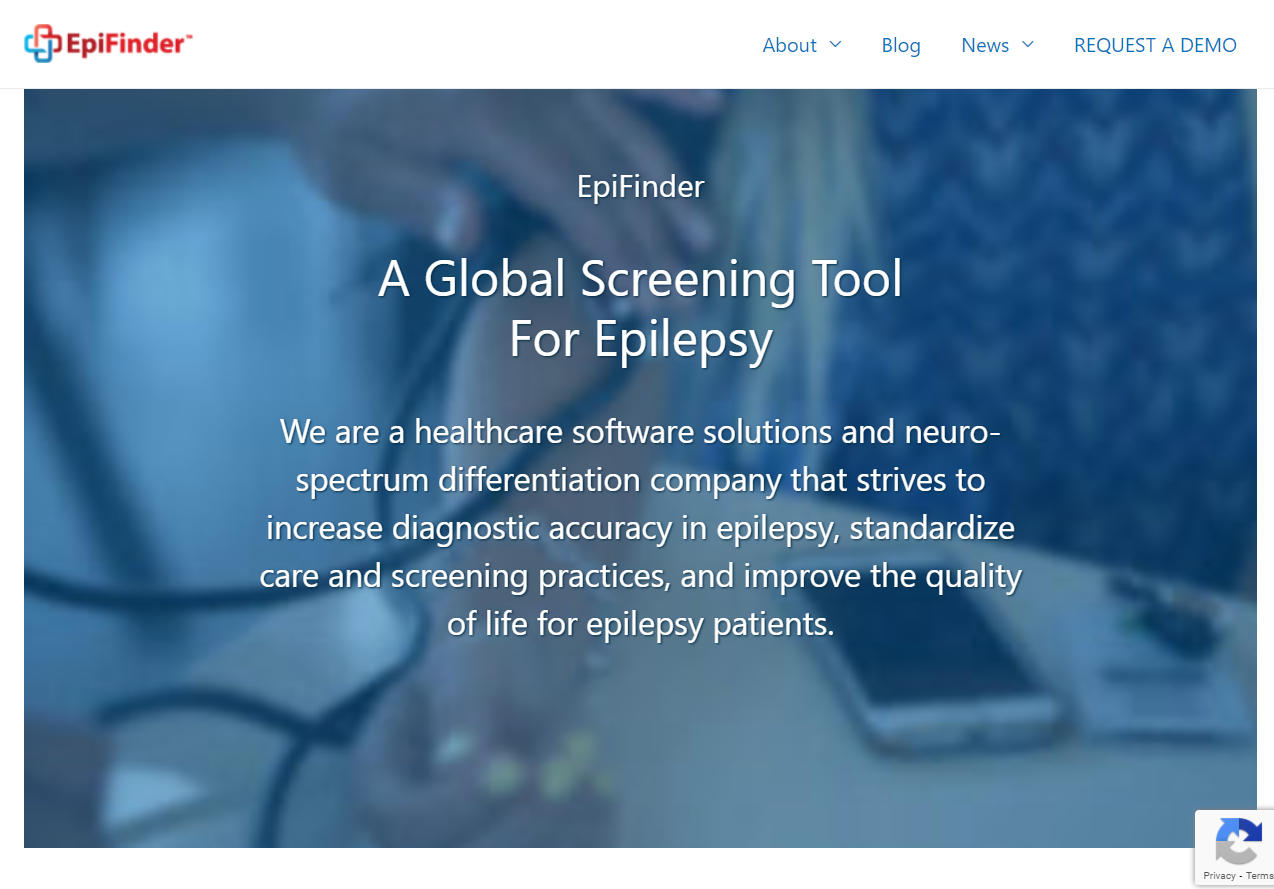 EpiFinder™
About
Blog
News
REQUEST A DEMO
EpiFinder
A Global Screening Tool
For Epilepsy
We are a healthcare software solutions and neuro-
spectrum differentiation company that strives to
increase diagnostic accuracy in epilepsy, standardize
care and screening practices, and improve the quality
of life for epilepsy patients.
Privacy - Terms